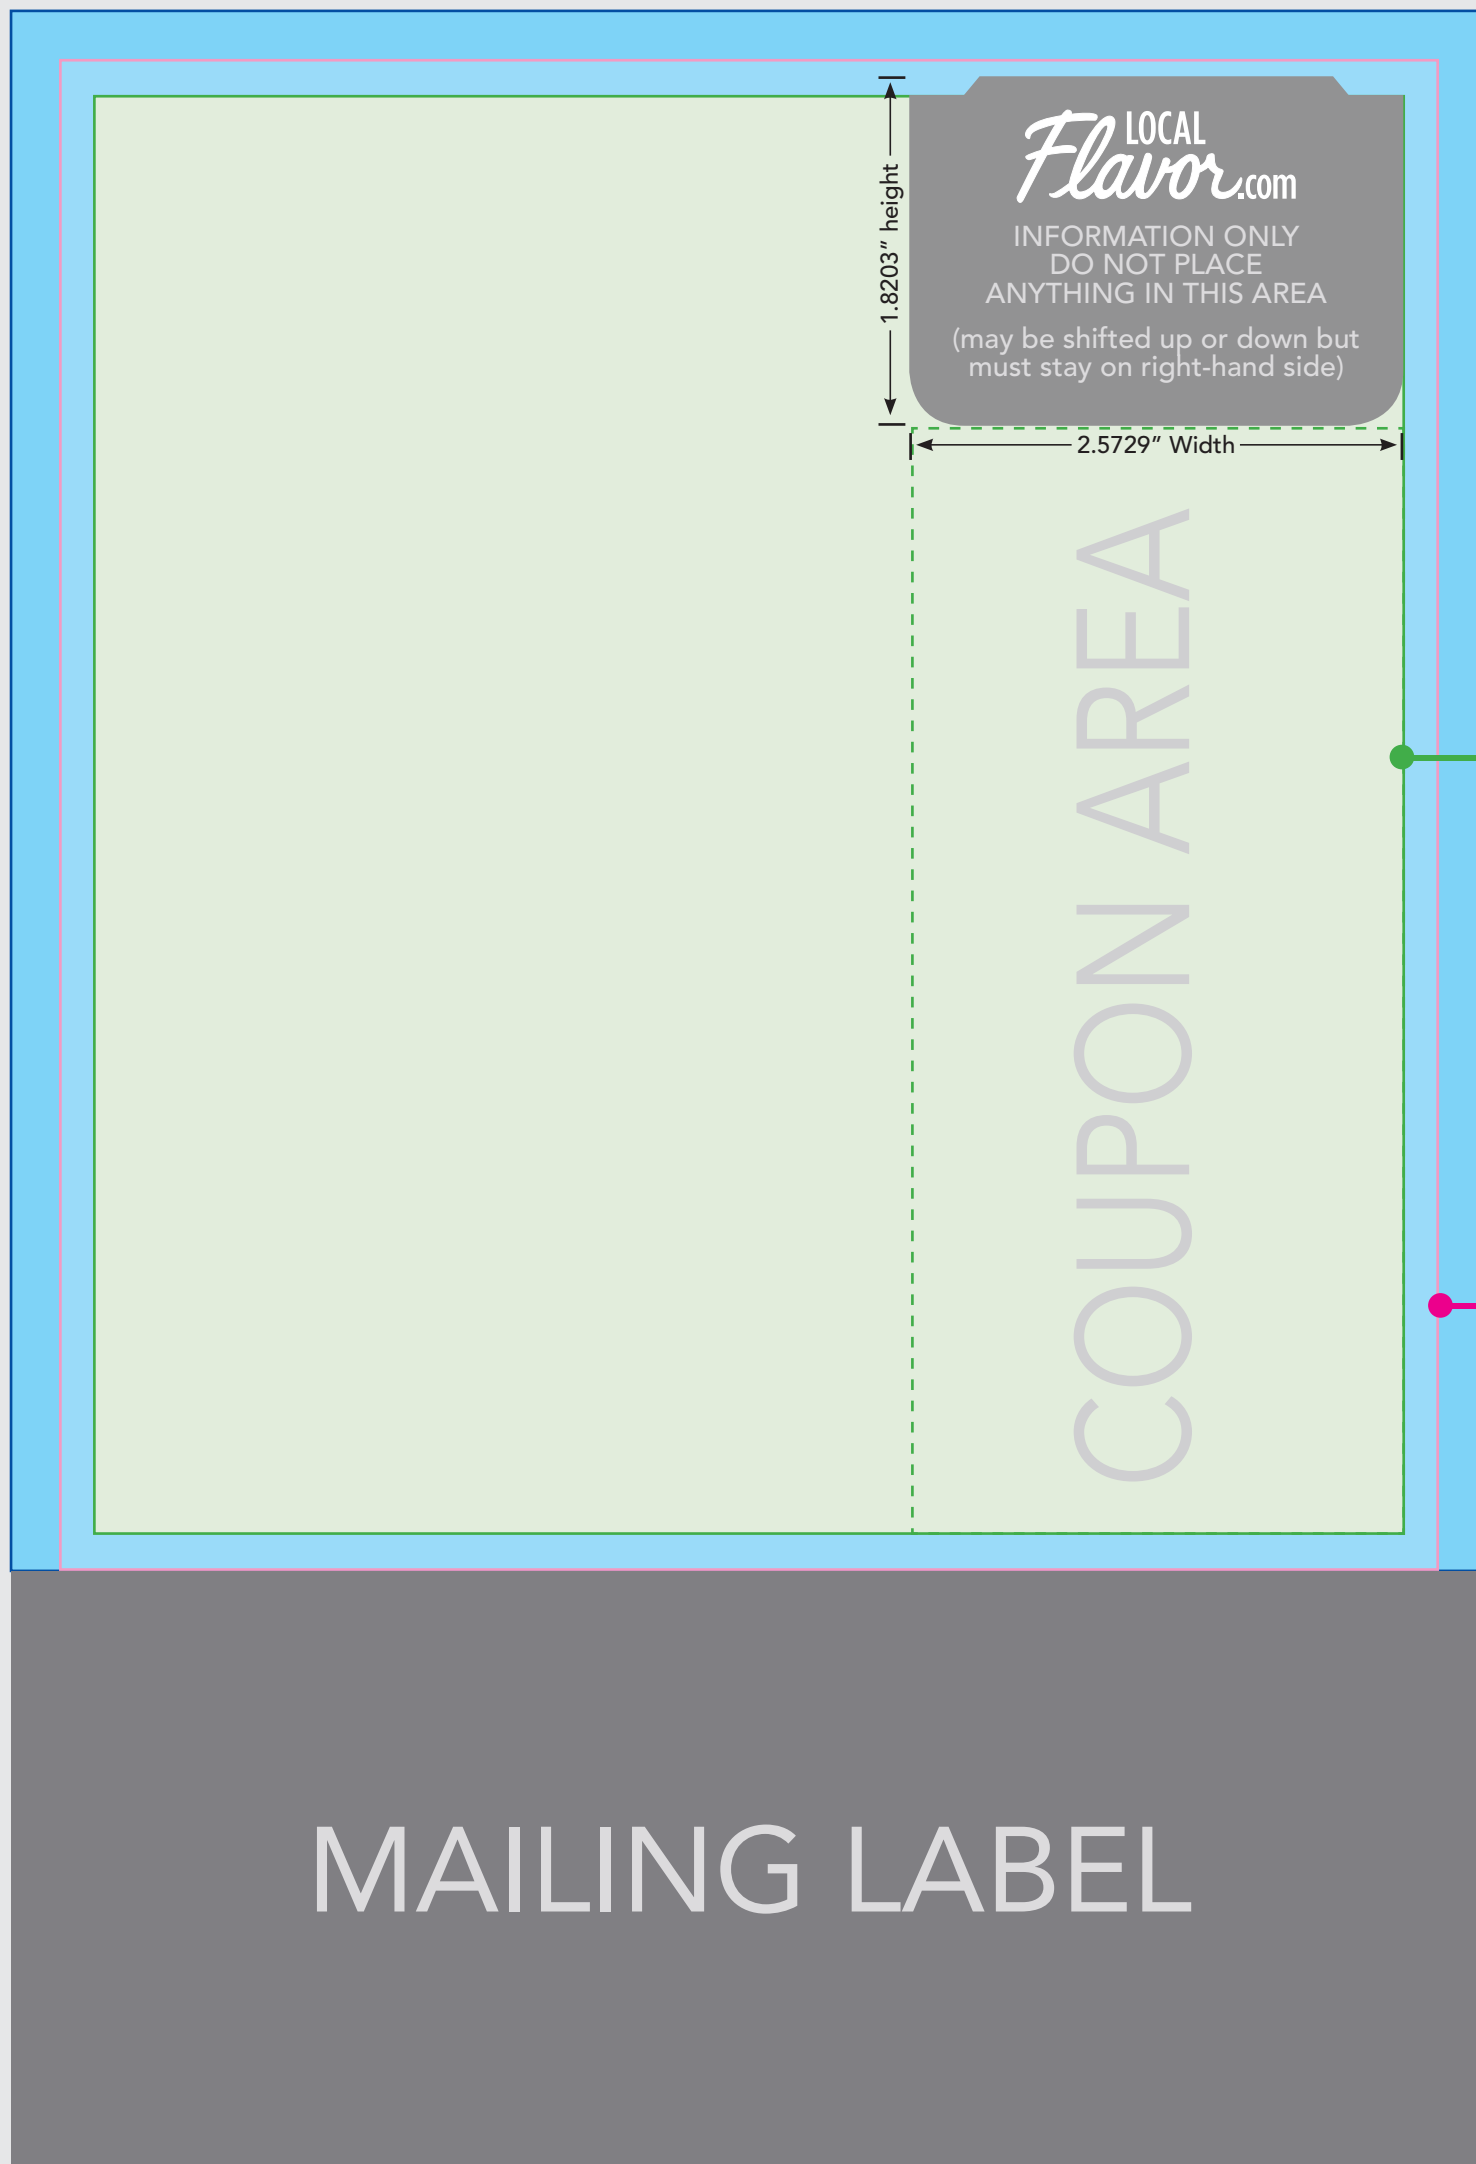 LOCAL
Flavor.com
INFORMATION ONLY
DO NOT PLACE
ANYTHING IN THIS AREA
(may be shifted up or down but
must stay on right-hand side)
1.8203” height
2.5729” Width
COUPON AREA
MAILING LABEL